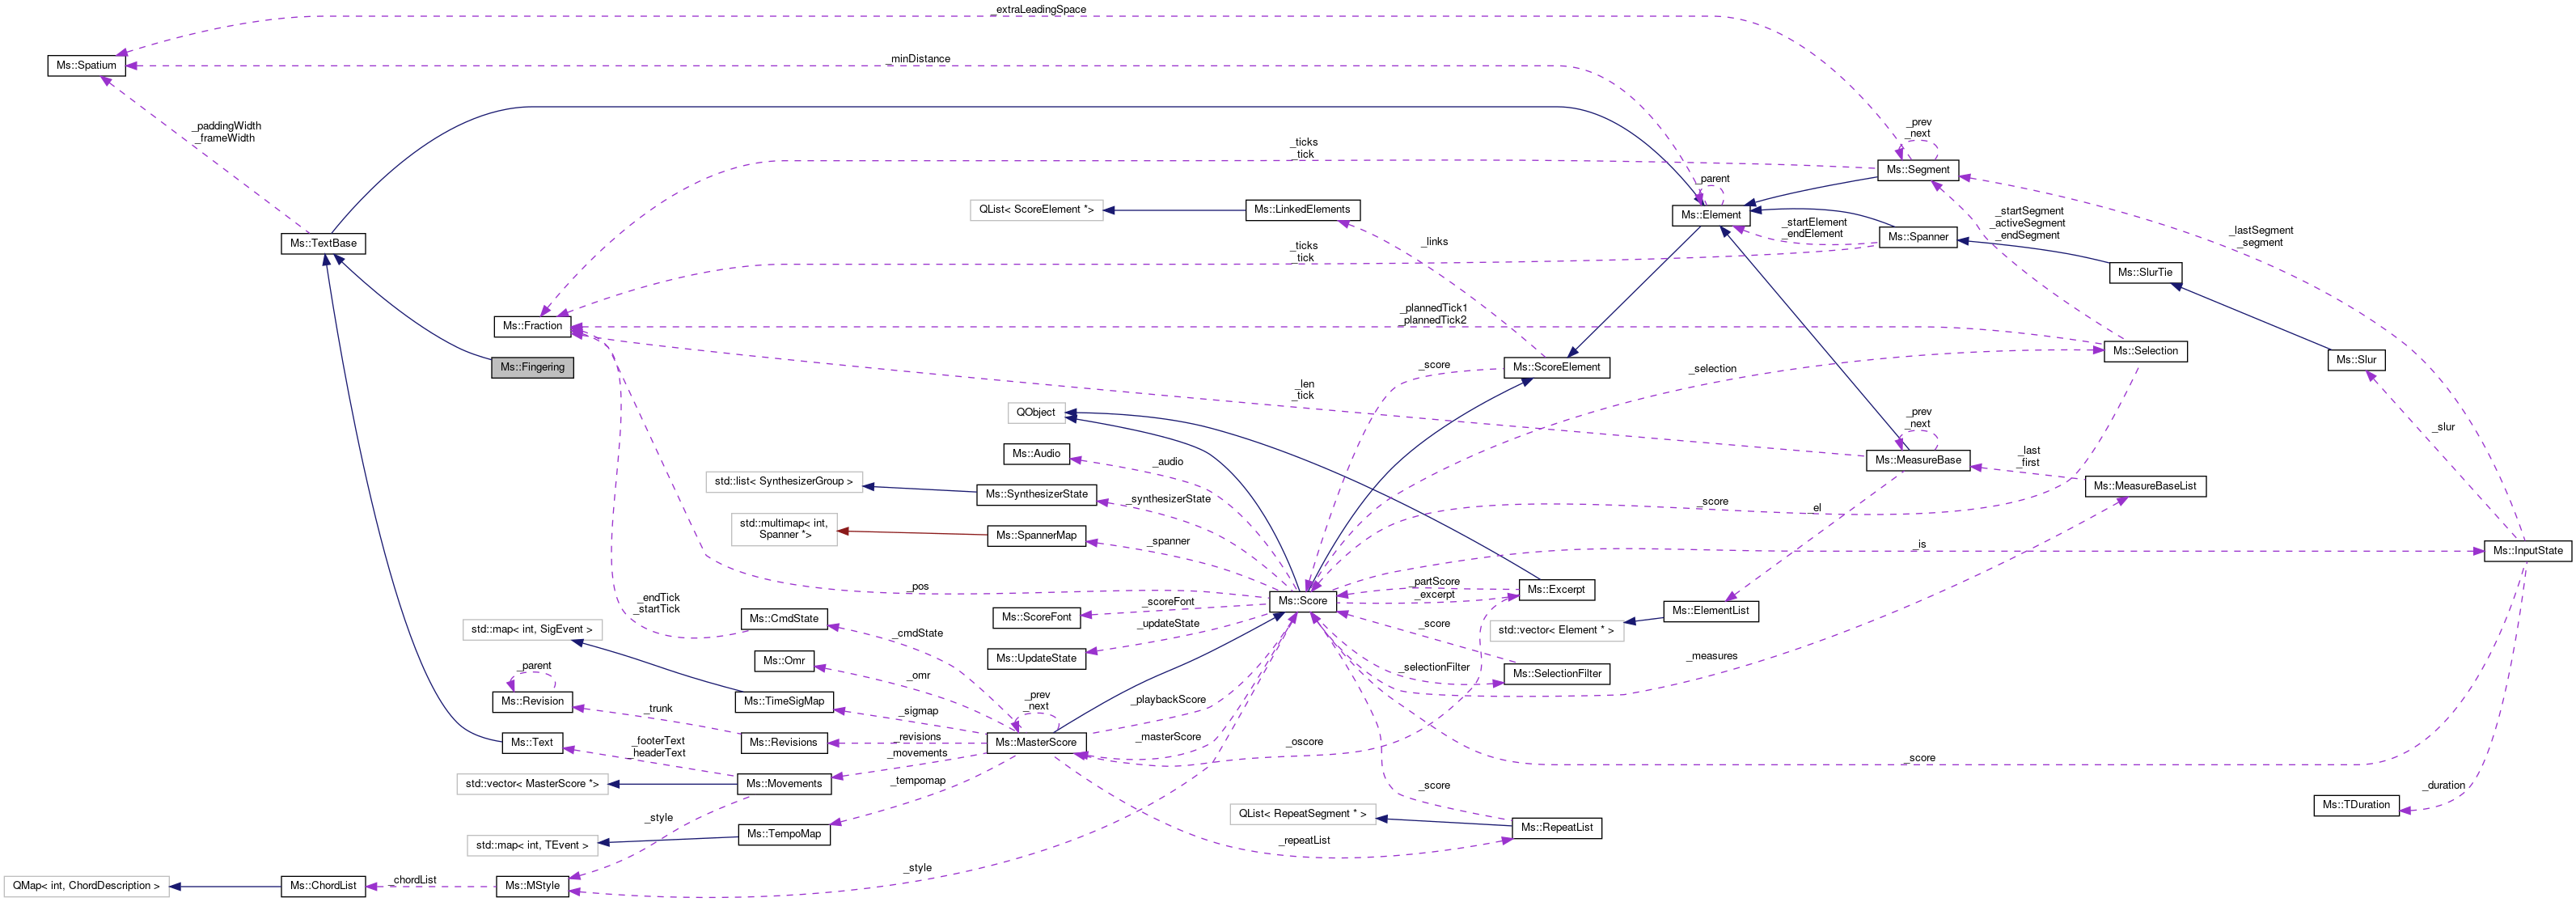 _extraLeadingSpace
Ms::Spatium
_minDistance
_paddingWidth
_frameWidth
_prev
_next
_ticks
_tick
Ms::Segment
_parent
QList< ScoreElement *>
Ms::LinkedElements
Ms::Element
_startSegment
_activeSegment
_endSegment
_startElement
_endElement
Ms::Spanner
_lastSegment
_segment
Ms::TextBase
_links
_ticks
_tick
Ms::SlurTie
_plannedTick1
_plannedTick2
Ms::Fraction
Ms::Selection
Ms::Slur
Ms::Fingering
_score
Ms::ScoreElement
_selection
_len
_tick
QObject
_prev
_next
_slur
Ms::Audio
_audio
Ms::MeasureBase
_last
_first
std::list< SynthesizerGroup >
Ms::SynthesizerState
_synthesizerState
Ms::MeasureBaseList
_score
_el
std::multimap< int,
Spanner *>
Ms::SpannerMap
_spanner
_is
Ms::InputState
_pos
_partScore
_excerpt
Ms::Excerpt
_endTick
_startTick
Ms::Score
Ms::ScoreFont
_scoreFont
Ms::CmdState
Ms::ElementList
std::map< int, SigEvent >
_cmdState
_updateState
_score
std::vector< Element * >
Ms::UpdateState
Ms::Omr
_omr
_measures
_parent
_selectionFilter
Ms::SelectionFilter
Ms::Revision
Ms::TimeSigMap
_prev
_next
_playbackScore
_trunk
_sigmap
Ms::Text
_footerText
_headerText
Ms::Revisions
_revisions
Ms::MasterScore
_masterScore
_oscore
_movements
_score
std::vector< MasterScore *>
Ms::Movements
_tempomap
_score
_duration
Ms::TDuration
QList< RepeatSegment * >
_style
Ms::TempoMap
Ms::RepeatList
std::map< int, TEvent >
_repeatList
_style
QMap< int, ChordDescription >
Ms::ChordList
_chordList
Ms::MStyle